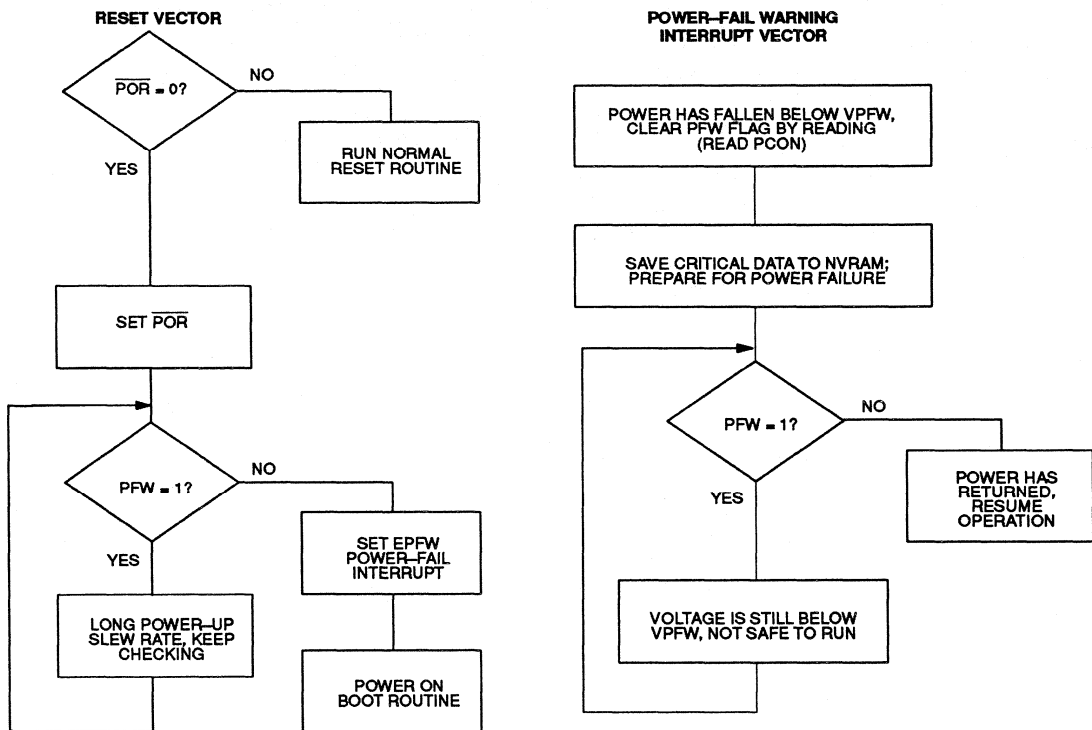 RESET VECTOR
POR = 0?
NO
YES
RUN NORMAL
RESET ROUTINE
SET POR
PFW = 1?
NO
YES
SET EPFW
POWER–FAIL
INTERRUPT
LONG POWER–UP
SLEW RATE, KEEP
CHECKING
POWER ON
BOOT ROUTINE
POWER–FAIL WARNING
INTERRUPT VECTOR
POWER HAS FALLEN BELOW VPFW,
CLEAR PFW FLAG BY READING
(READ PCON)
SAVE CRITICAL DATA TO NVRAM;
PREPARE FOR POWER FAILURE
PFW = 1?
NO
YES
POWER HAS
RETURNED,
RESUME
OPERATION
VOLTAGE IS STILL BELOW
VPFW, NOT SAFE TO RUN